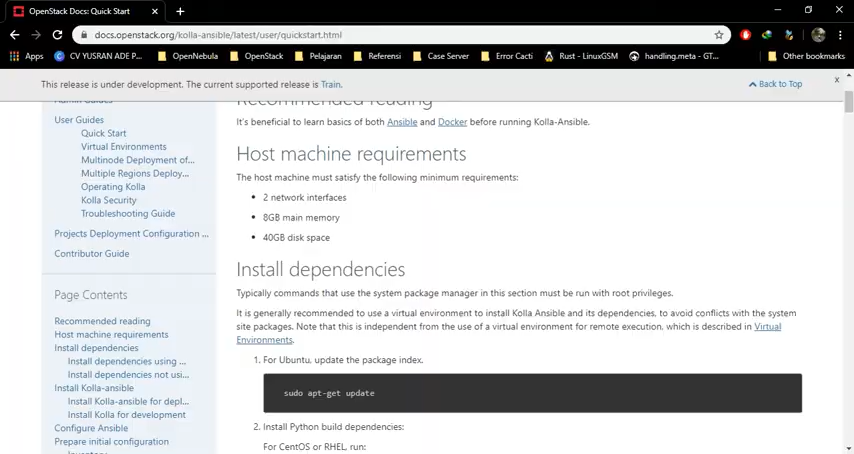 OpenStack Docs: Quick Start
docs.openstack.org/kolla-ansible/latest/user/quickstart.html
Apps
CV YUSRAN ADE P...
OpenNebula
OpenStack
Pelajaran
Referensi
Case Server
Error Cacti
Rust - LinuxGSM
handling.meta - GT...
Other bookmarks
This release is under development. The current supported release is Train.
Back to Top
x
Admin Guides
User Guides
Quick Start
Virtual Environments
Multinode Deployment of...
Multiple Regions Deploy...
Operating Kolla
Kolla Security
Troubleshooting Guide
Projects Deployment Configuration ...
Contributor Guide
Page Contents
Recommended reading
Host machine requirements
Install dependencies
Install dependencies using ...
Install dependencies not usi...
Install Kolla-ansible
Install Kolla-ansible for depl...
Install Kolla for development
Configure Ansible
Prepare initial configuration
Inventory
Recommended reading
It's beneficial to learn basics of both Ansible and Docker before running Kolla-Ansible.
Host machine requirements
The host machine must satisfy the following minimum requirements:
• 2 network interfaces
• 8GB main memory
• 40GB disk space
Install dependencies
Typically commands that use the system package manager in this section must be run with root privileges.
It is generally recommended to use a virtual environment to install Kolla Ansible and its dependencies, to avoid conflicts with the system
site packages. Note that this is independent from the use of a virtual environment for remote execution, which is described in Virtual
Environments.
1. For Ubuntu, update the package index.
sudo apt-get update
2. Install Python build dependencies:
For CentOS or RHEL, run: